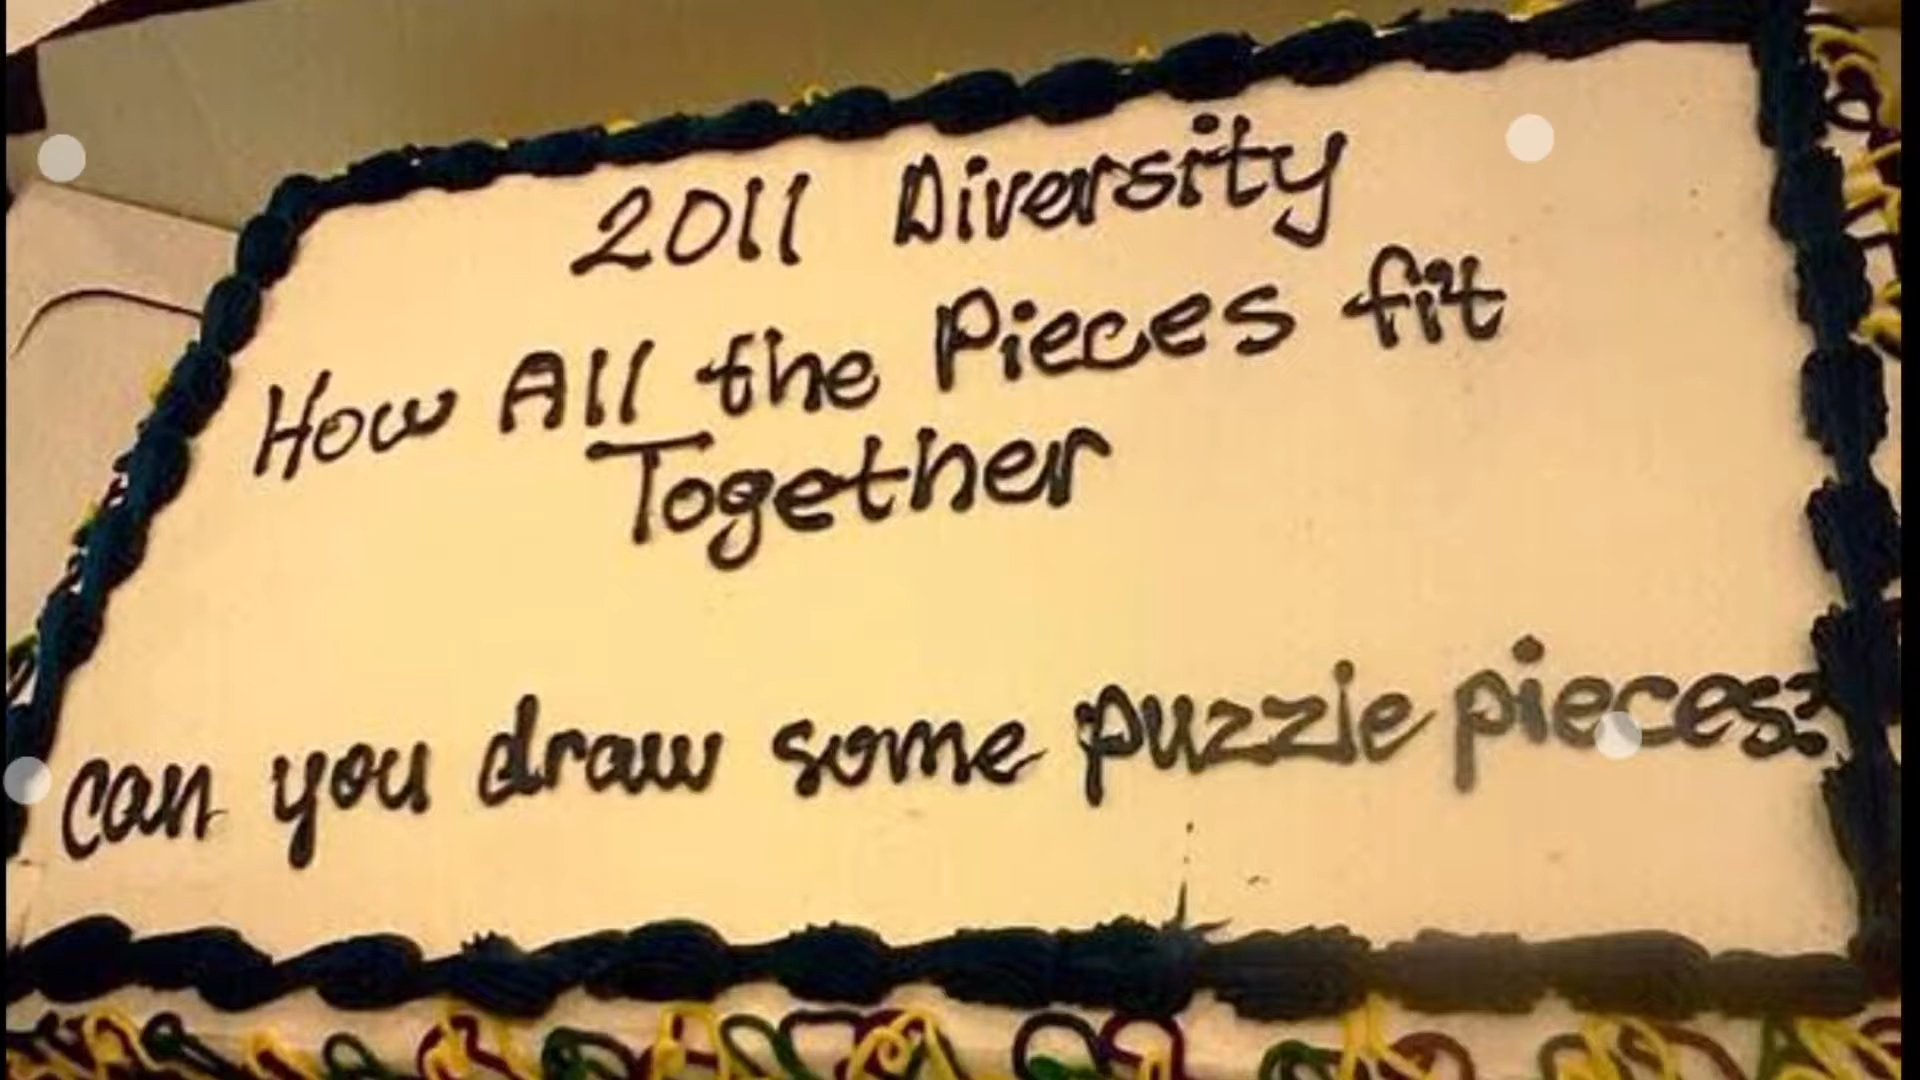 2011 Diversity
How All the Pieces fit
Together
can you draw some puzzle pieces?